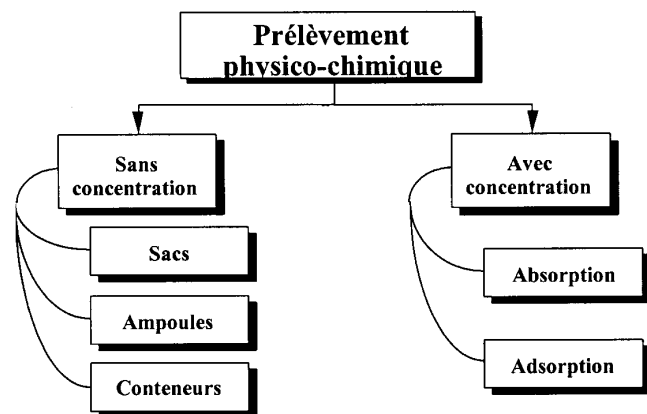 Prélèvement
physico-chimique
Sans
concentration
Sacs
Ampoules
Conteneurs
Avec
concentration
Absorption
Adsorption